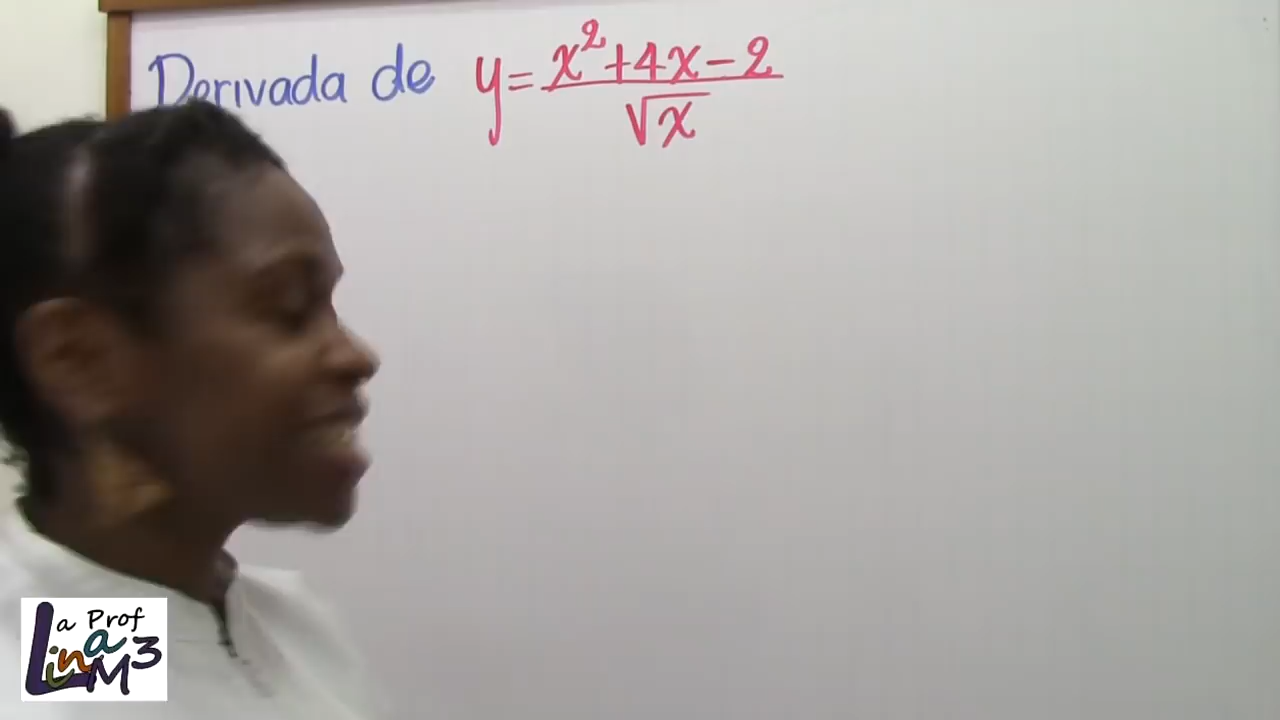 Derivada de y = x² + 4x - 2 / √x
La Prof
Lina M3